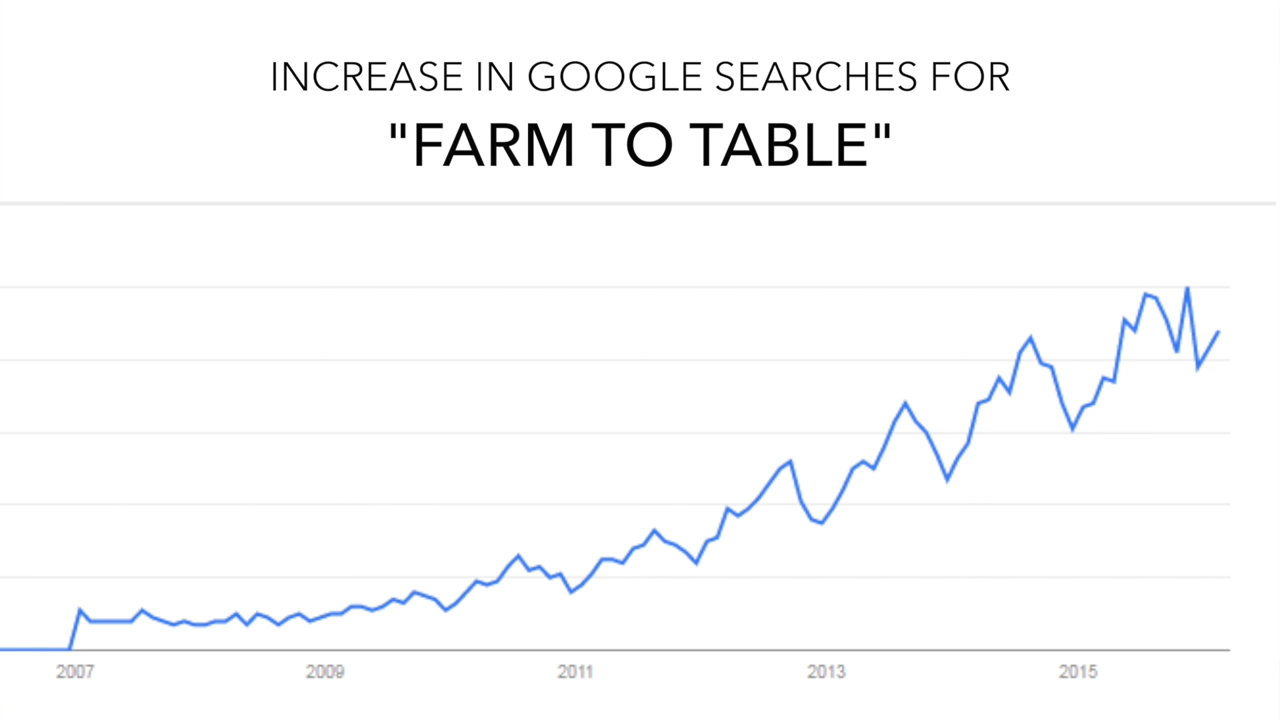 INCREASE IN GOOGLE SEARCHES FOR
"FARM TO TABLE"
2007 2009 2011 2013 2015